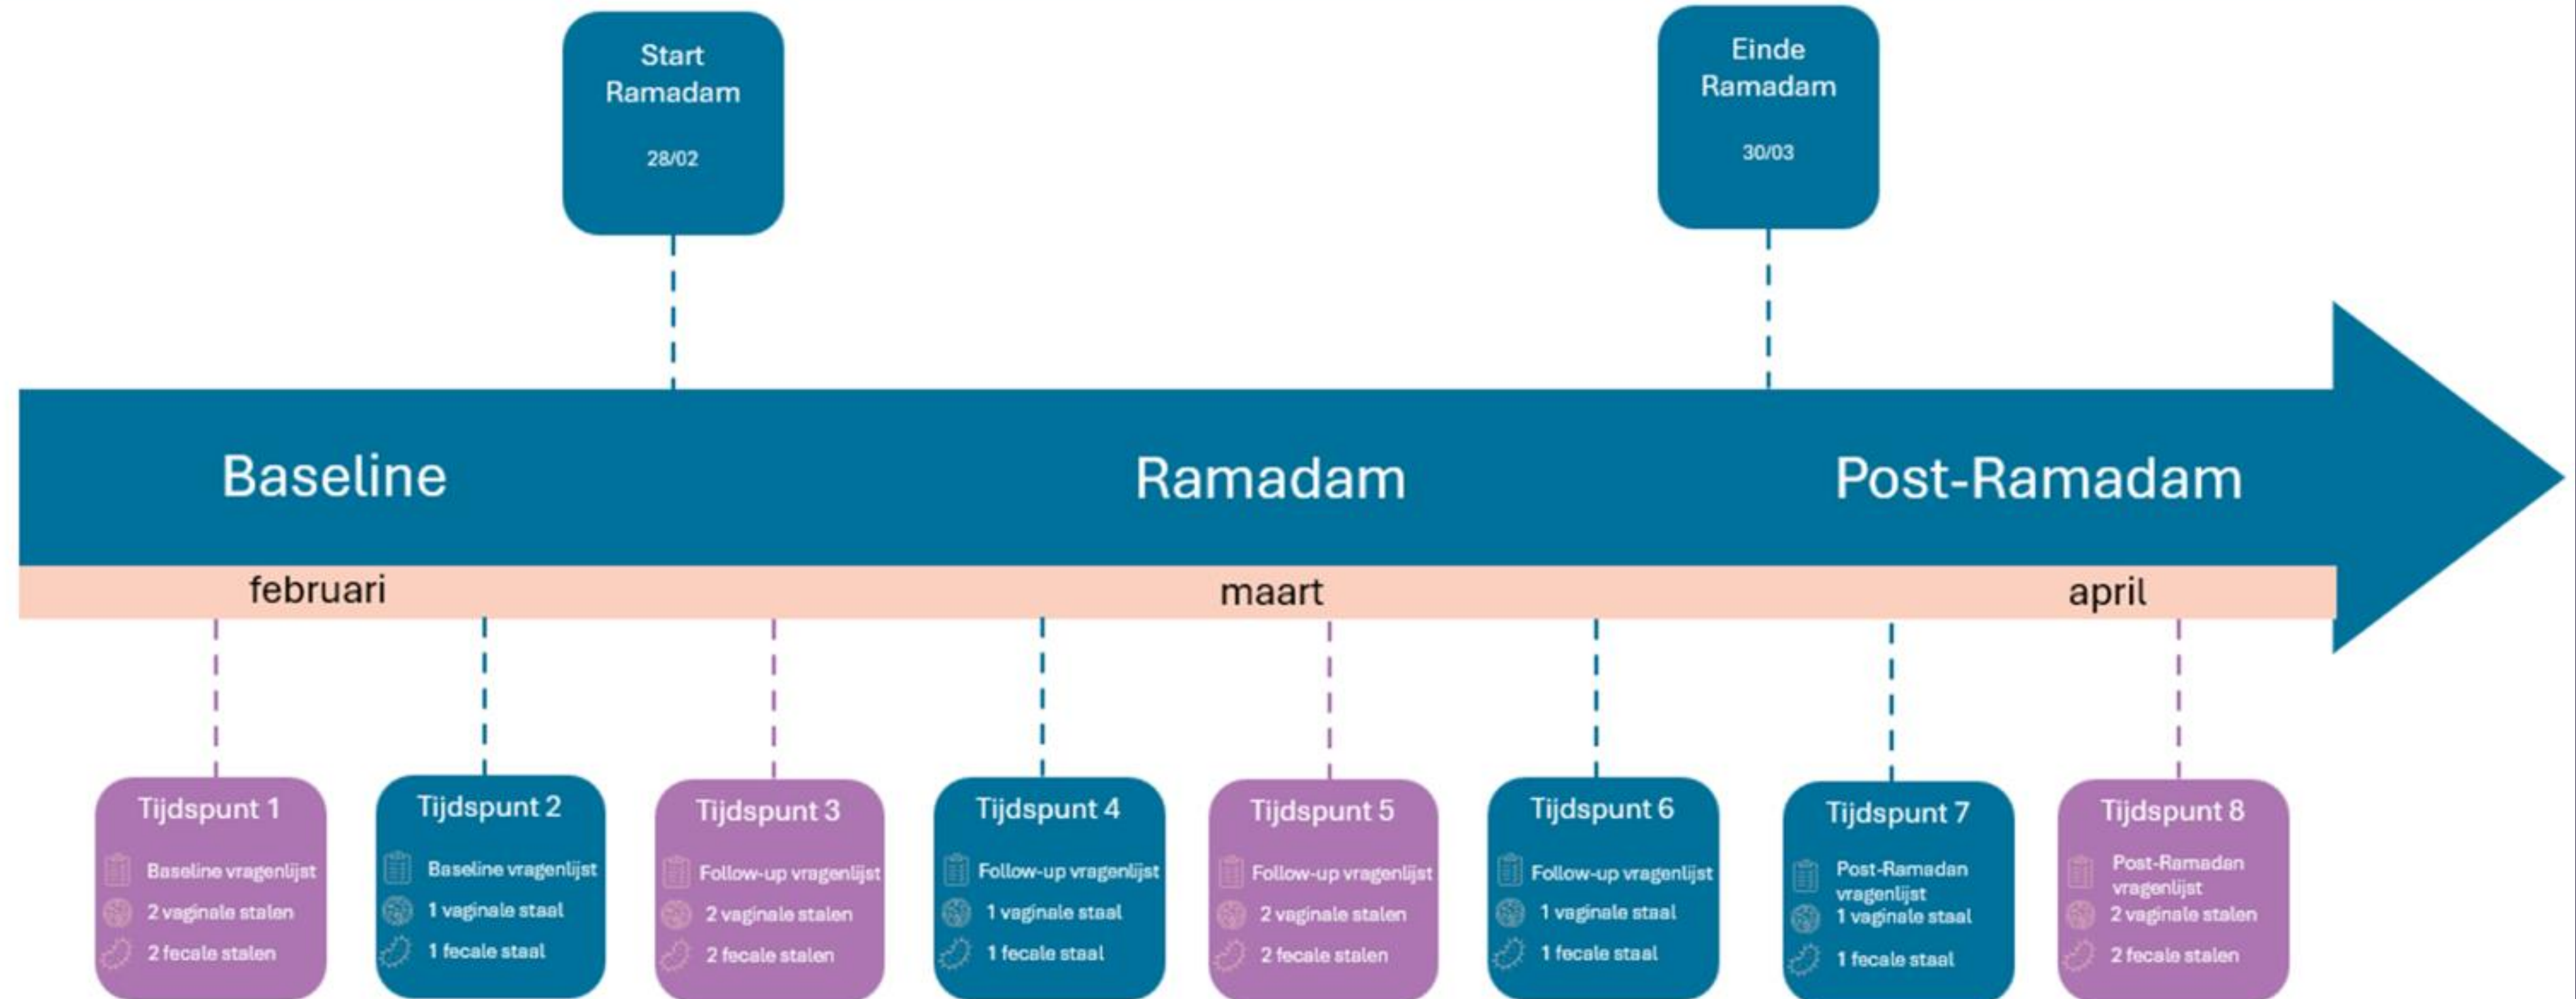 Start
Ramadam
28/02
Einde
Ramadam
30/03
Baseline
Ramadam
Post-Ramadam
februari
maart
april
Tijdspunt 1
Baseline vragenlijst
2 vaginale stalen
2 fecale stalen
Tijdspunt 2
Baseline vragenlijst
1 vaginale staal
1 fecale staal
Tijdspunt 3
Follow-up vragenlijst
2 vaginale stalen
2 fecale stalen
Tijdspunt 4
Follow-up vragenlijst
1 vaginale staal
1 fecale staal
Tijdspunt 5
Follow-up vragenlijst
2 vaginale stalen
2 fecale stalen
Tijdspunt 6
Follow-up vragenlijst
1 vaginale staal
1 fecale staal
Tijdspunt 7
Post-Ramadan
vragenlijst
1 vaginale staal
1 fecale staal
Tijdspunt 8
Post-Ramadan
vragenlijst
2 vaginale stalen
2 fecale stalen